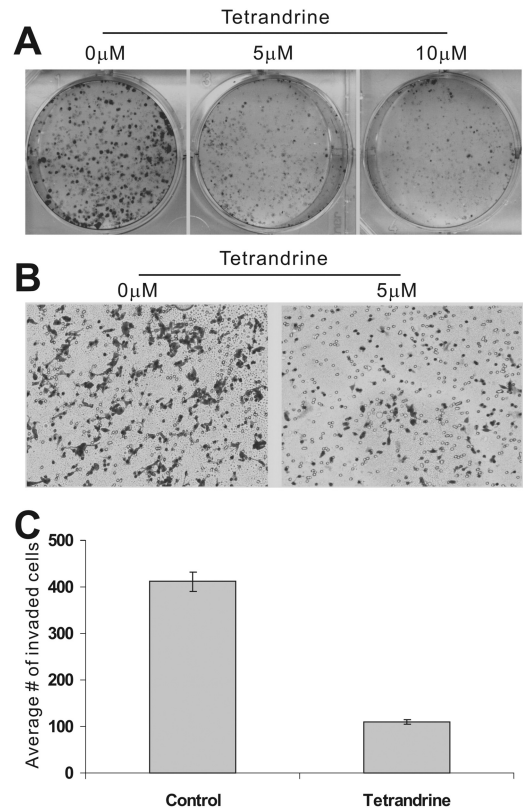 A
Tetrandrine
0μM 5μM 10μM
B
Tetrandrine
0μM 5μM
C
Average # of invaded cells
500
400
300
200
100
0
Control Tetrandrine